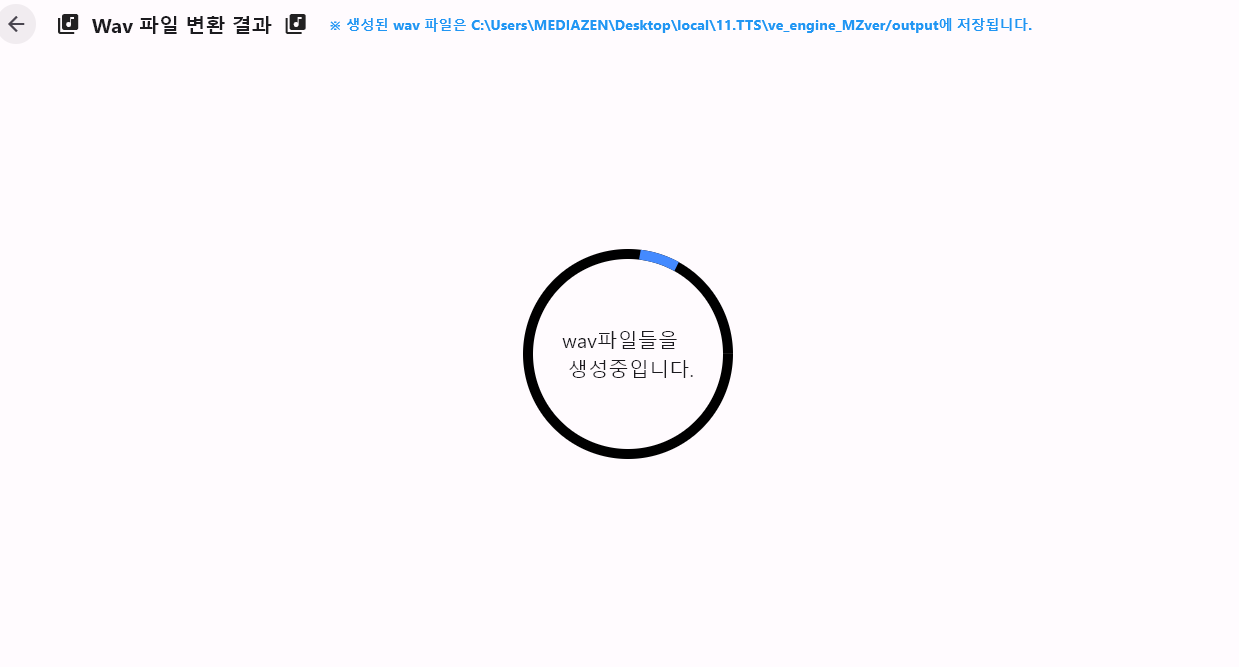 Wav 파일 변환 결과
※ 생성된 wav 파일은 C:\Users\MEDIAZEN\Desktop\local\11.TTS\ve_engine_MZver/output에 저장됩니다.
wav파일들을
생성중입니다.